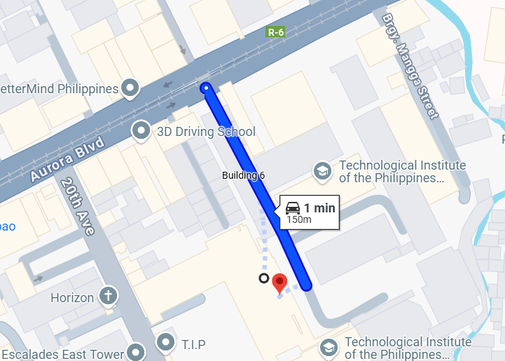 R-6
Brgy. Mangga Street
etterMind Philippines
3D Driving School
Aurora Blvd
Technological Institute
of the Philippines...
Building 6
20th Ave
1 min
150m
bao
Horizon
T.I.P
Technological Institute
of the Philippines...
Escalades East Tower